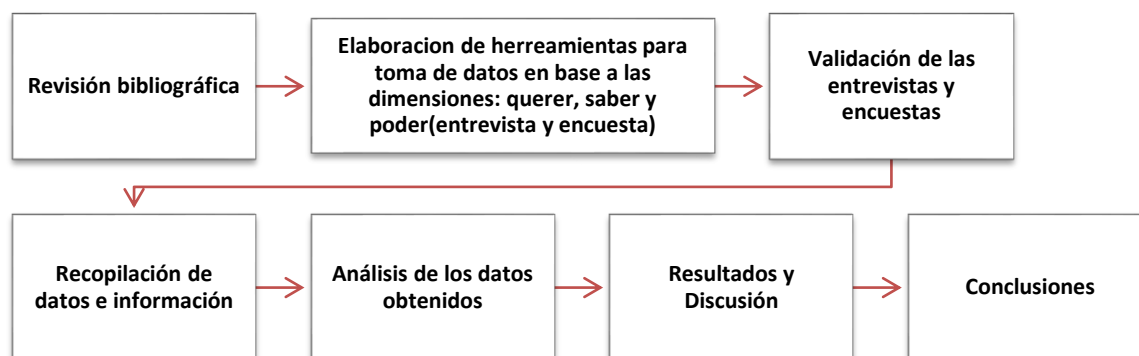 Revisión bibliográfica
Elaboracion de herreamientas para
toma de datos en base a las
dimensiones: querer, saber y
poder(entrevista y encuesta)
Validación de las
entrevistas y
encuestas
Recopilación de
datos e información
Análisis de los datos
obtenidos
Resultados y
Discusión
Conclusiones